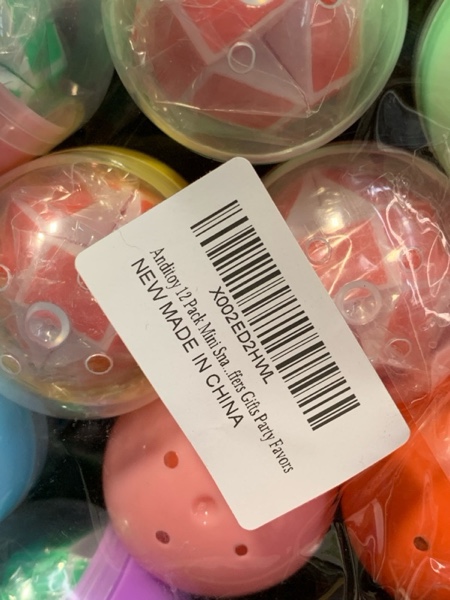 X002ED2HWL
Anditoy 12 Pack Mini Sna...ffers Gifts Party Favors
NEW MADE IN CHINA